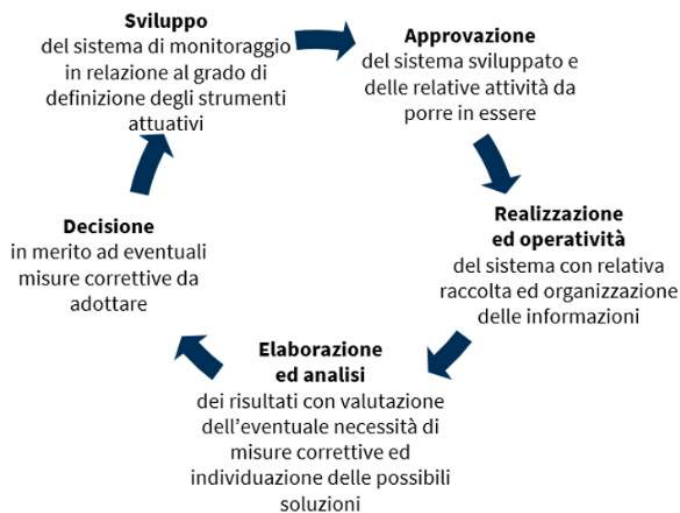 Sviluppo
del sistema di monitoraggio
in relazione al grado di
definizione degli strumenti
attuativi
Approvazione
del sistema sviluppato e
delle relative attività da
porre in essere
Realizzazione
ed operatività
del sistema con relativa
raccolta ed organizzazione
delle informazioni
Elaborazione
ed analisi
dei risultati con valutazione
dell'eventuale necessità di
misure correttive ed
individuazione delle possibili
soluzioni
Decisione
in merito ad eventuali
misure correttive da
adottare